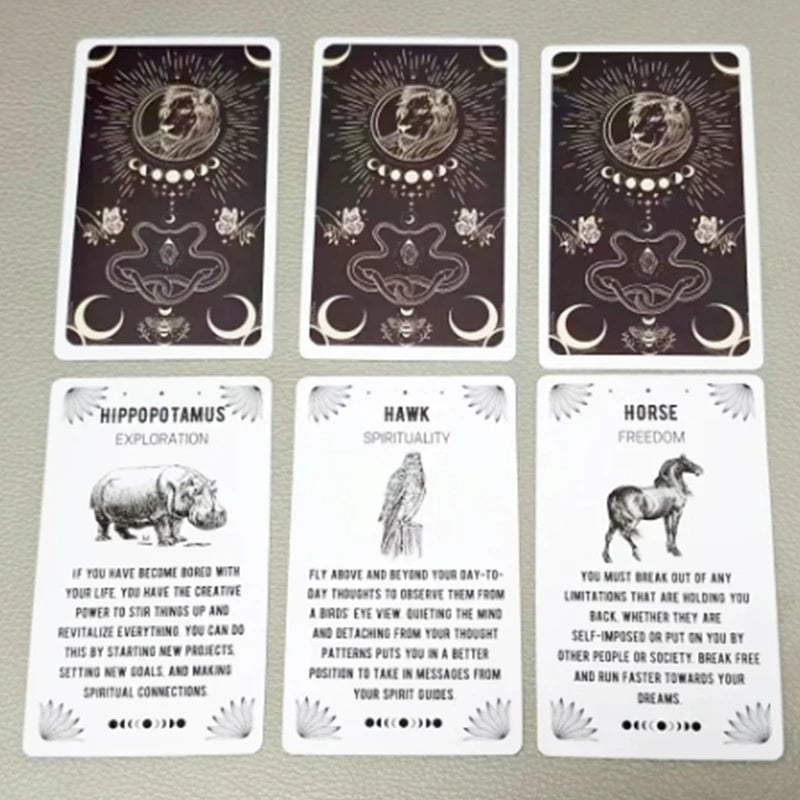 HIPPOPOTAMUS
EXPLORATION
IF YOU HAVE BECOME BORED WITH
YOUR LIFE, YOU HAVE THE CREATIVE
POWER TO STIR THINGS UP AND
REVITALIZE EVERYTHING. YOU CAN DO
THIS BY STARTING NEW PROJECTS,
SETTING NEW GOALS, AND MAKING
SPIRITUAL CONNECTIONS.
HAWK
SPIRITUALITY
FLY ABOVE AND BEYOND YOUR DAY-TO-
DAY THOUGHTS TO OBSERVE THEM FROM
A BIRDS' EYE VIEW. QUIETING THE MIND
AND DETACHING FROM YOUR THOUGHT
PATTERNS PUTS YOU IN A BETTER
POSITION TO TAKE IN MESSAGES FROM
YOUR SPIRIT GUIDES.
HORSE
FREEDOM
YOU MUST BREAK OUT OF ANY
LIMITATIONS THAT ARE HOLDING YOU
BACK, WHETHER THEY ARE
SELF-IMPOSED OR PUT ON YOU BY
OTHER PEOPLE OR SOCIETY. BREAK FREE
AND RUN FASTER TOWARDS YOUR
DREAMS.